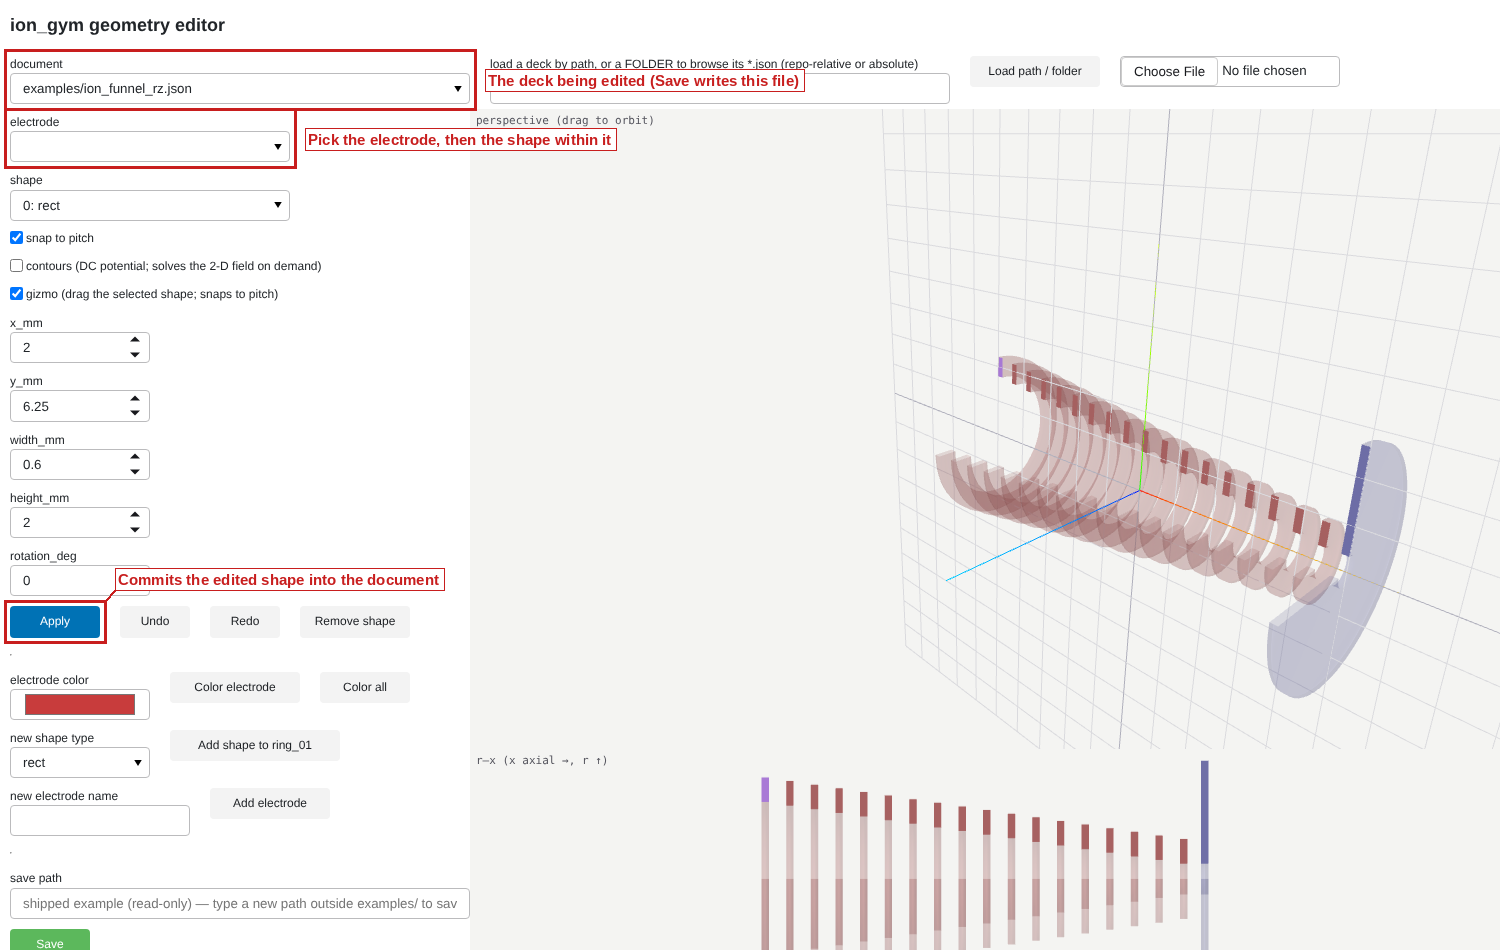 ion_gym geometry editor
document
load a deck by path, or a FOLDER to browse its *.json (repo-relative or absolute)
The deck being edited (Save writes this file)
examples/ion_funnel_rz.json
Load path / folder
Choose File No file chosen
electrode
perspective (drag to orbit)
Pick the electrode, then the shape within it
shape
0: rect
snap to pitch
contours (DC potential; solves the 2-D field on demand)
gizmo (drag the selected shape; snaps to pitch)
x_mm
2
y_mm
6.25
width_mm
0.6
height_mm
2
rotation_deg
0
Commits the edited shape into the document
Apply
Undo
Redo
Remove shape
.
electrode color
Color electrode
Color all
new shape type
rect
Add shape to ring_01
r—x (x axial →, r ↑)
new electrode name
Add electrode
.
save path
shipped example (read-only) — type a new path outside examples/ to sav
Save